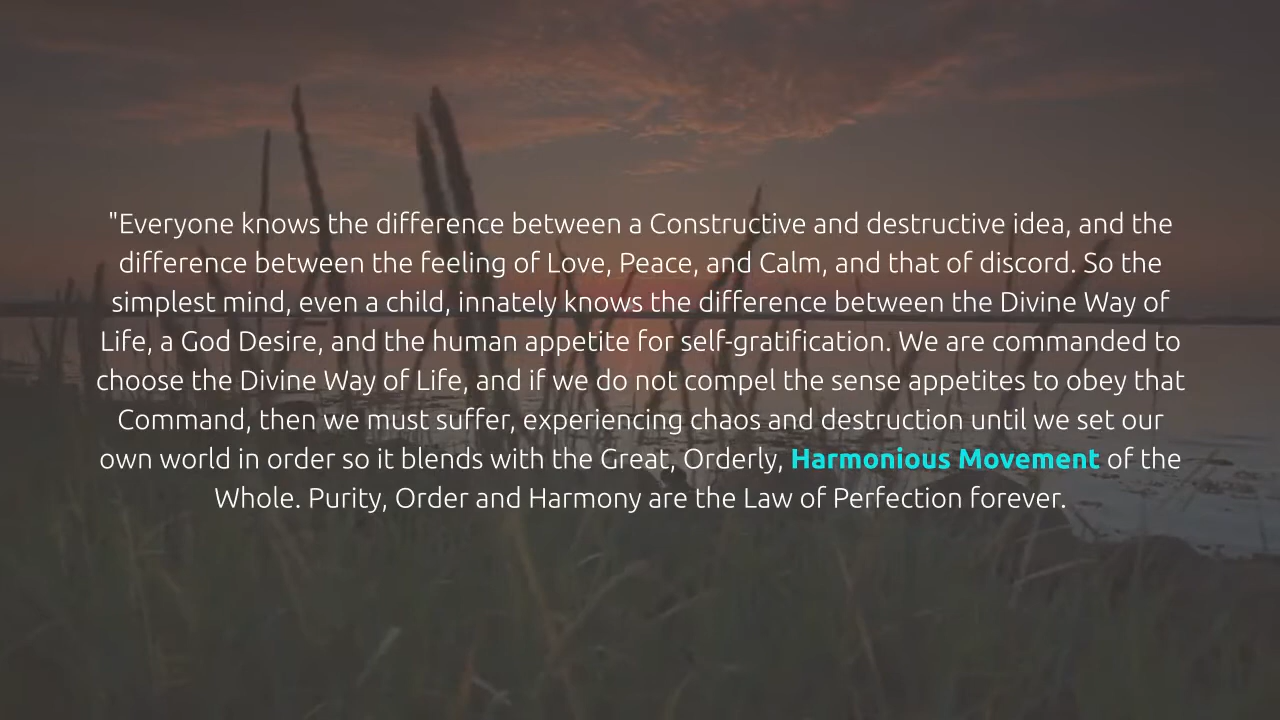 "Everyone knows the difference between a Constructive and destructive idea, and the
difference between the feeling of Love, Peace, and Calm, and that of discord. So the
simplest mind, even a child, innately knows the difference between the Divine Way of
Life, a God Desire, and the human appetite for self-gratification. We are commanded to
choose the Divine Way of Life, and if we do not compel the sense appetites to obey that
Command, then we must suffer, experiencing chaos and destruction until we set our
own world in order so it blends with the Great, Orderly, Harmonious Movement of the
Whole. Purity, Order and Harmony are the Law of Perfection forever.